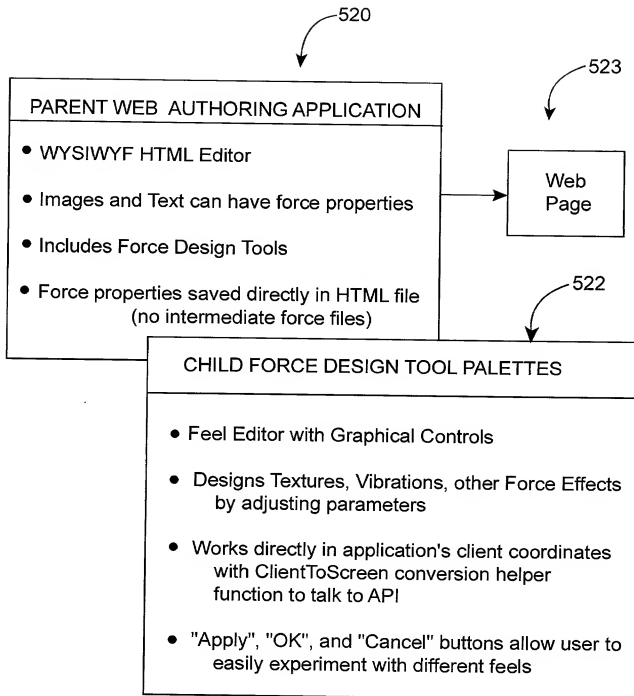 520
523
PARENT WEB AUTHORING APPLICATION
• WYSIWYF HTML Editor
• Images and Text can have force properties
• Includes Force Design Tools
• Force properties saved directly in HTML file
(no intermediate force files)
Web
Page
522
CHILD FORCE DESIGN TOOL PALETTES
• Feel Editor with Graphical Controls
• Designs Textures, Vibrations, other Force Effects
by adjusting parameters
• Works directly in application's client coordinates
with ClientToScreen conversion helper
function to talk to API
• "Apply", "OK", and "Cancel" buttons allow user to
easily experiment with different feels